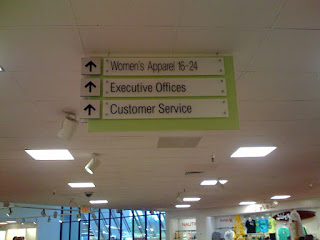 Women's Apparel 16-24
Executive Offices
Customer Service